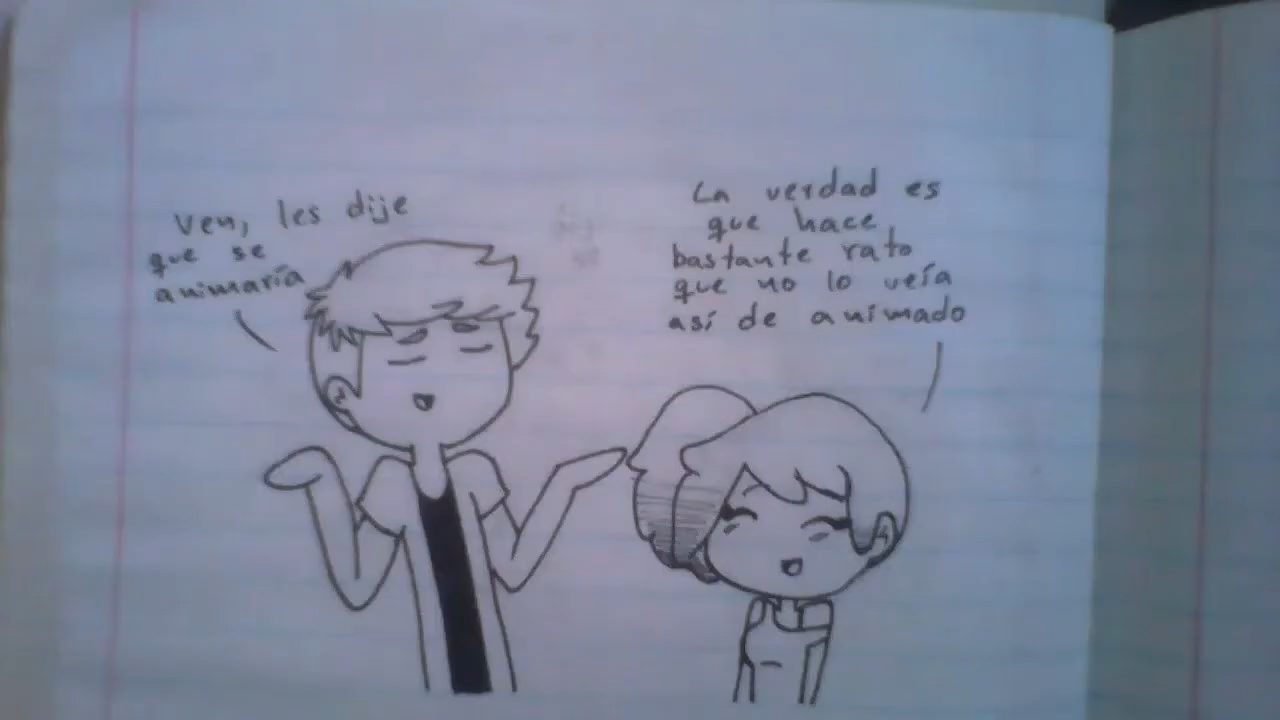 Ven, les dije
que se
animaría
La verdad es
que hace
bastante rato
que no lo veía
así de animado